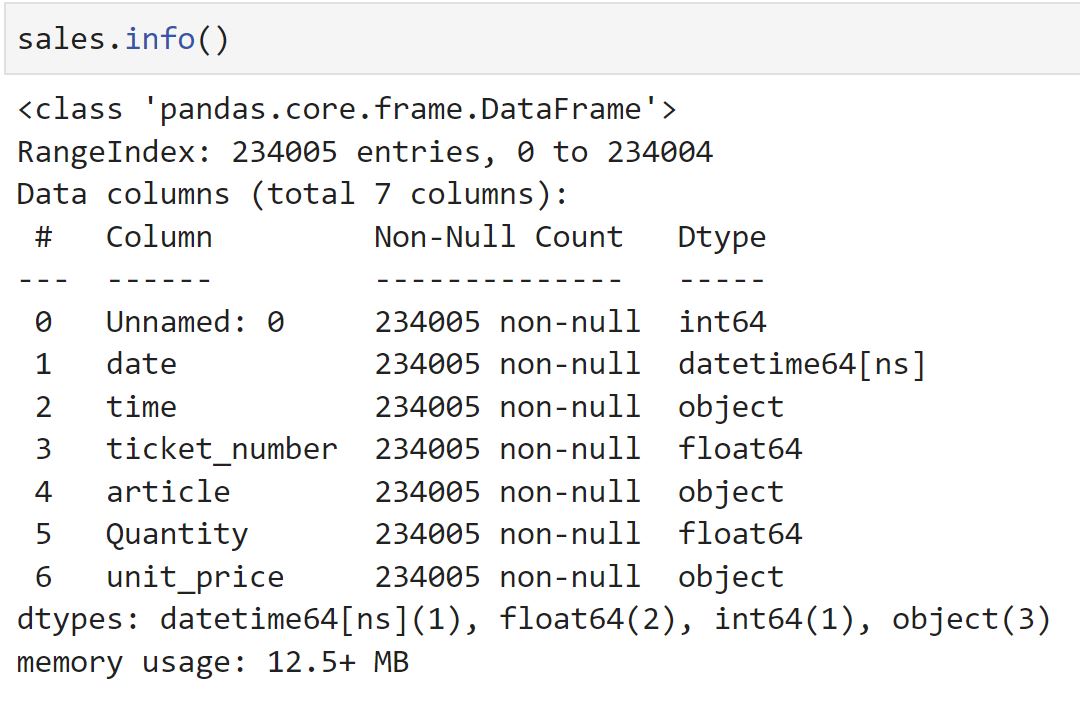 sales.info()
<class 'pandas.core.frame.DataFrame'>
RangeIndex: 234005 entries, 0 to 234004
Data columns (total 7 columns):
 #   Column         Non-Null Count   Dtype
---  ------         --------------   -----
 0   Unnamed: 0     234005 non-null  int64
 1   date           234005 non-null  datetime64[ns]
 2   time           234005 non-null  object
 3   ticket_number  234005 non-null  float64
 4   article        234005 non-null  object
 5   Quantity       234005 non-null  float64
 6   unit_price     234005 non-null  object
dtypes: datetime64[ns](1), float64(2), int64(1), object(3)
memory usage: 12.5+ MB